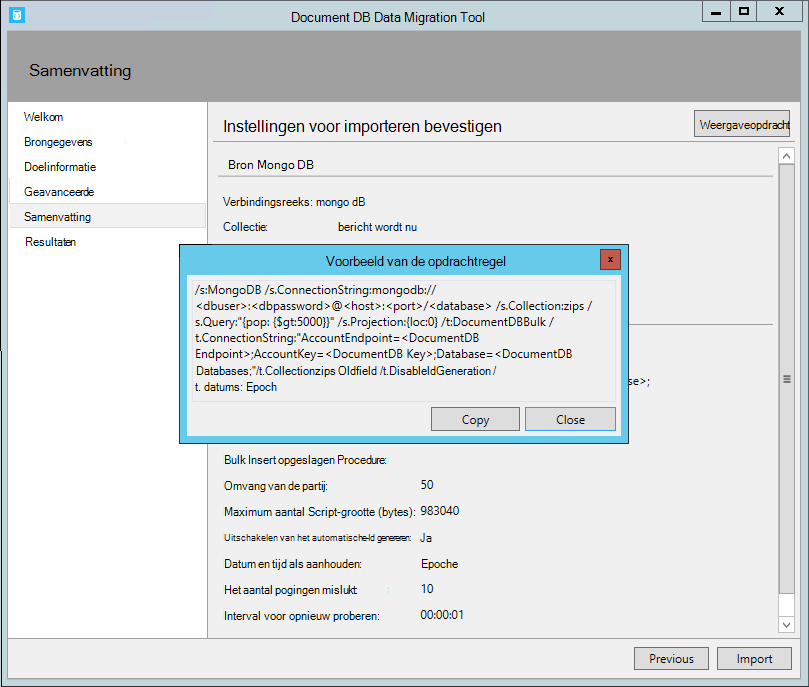 Document DB Data Migration Tool
Samenvatting
Welkom
Brongegevens
Doelinformatie
Geavanceerde
Samenvatting
Resultaten
Instellingen voor importeren bevestigen
Weergaveopdracht
Bron Mongo DB
Verbindingsreeks: mongo dB
Collectie: bericht wordt nu
Voorbeeld van de opdrachtregel
x
/s:MongoDB /s.ConnectionString:mongodb://
<dbuser>:<dbpassword>@<host>:<port>/<database> /s.Collection:zips /
s.Query:"{pop: {$gt:5000}}" /s.Projection:{loc:0} /t:DocumentDBBulk /
t.ConnectionString:"AccountEndpoint=<DocumentDB
Endpoint>;AccountKey=<DocumentDB Key>;Database=<DocumentDB
Databases;"/t.Collectionzips Oldfield /t.DisableIdGeneration /
t. datums: Epoch
se>;
Copy
Close
Bulk Insert opgeslagen Procedure:
Omvang van de partij: 50
Maximum aantal Script-grootte (bytes): 983040
Uitschakelen van het automatische-Id genereren: Ja
Datum en tijd als aanhouden: Epoche
Het aantal pogingen mislukt 10
Interval voor opnieuw proberen: 00:00:01
Previous
Import